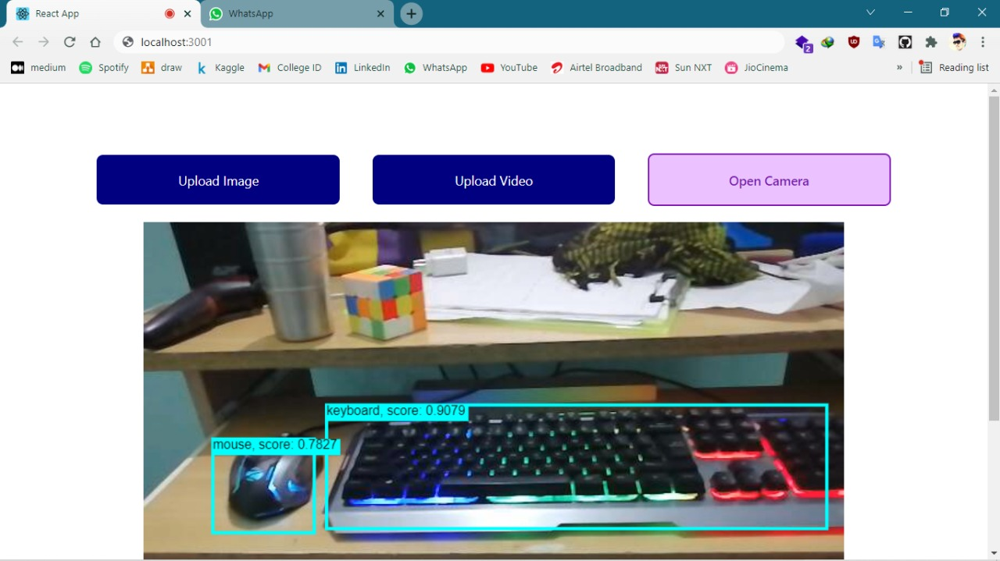 React App
WhatsApp
localhost:3001
2
medium
Spotify
draw
Kaggle
College ID
LinkedIn
WhatsApp
YouTube
Airtel Broadband
Sun NXT
JioCinema
»
Reading list
Upload Image
Upload Video
Open Camera
keyboard, score: 0.9079
mouse, score: 0.7827